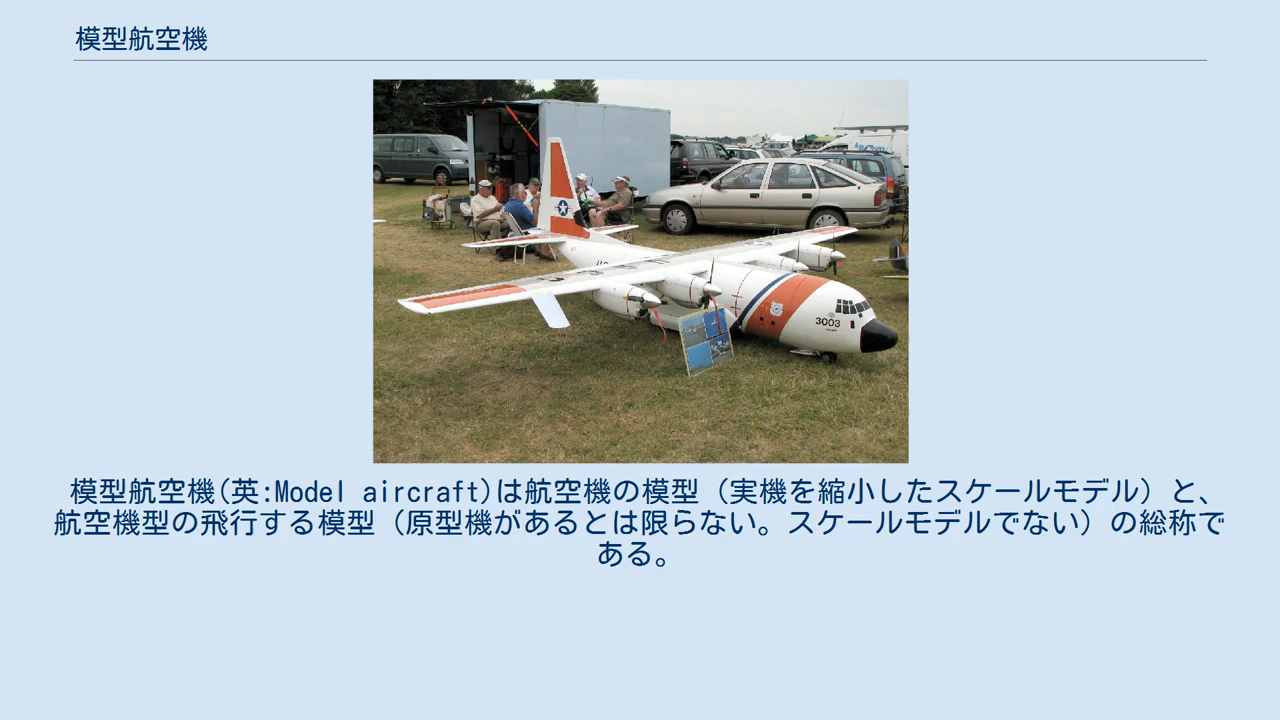 模型航空機
3003
模型航空機(英:Model aircraft)は航空機の模型（実機を縮小したスケールモデル）と、
航空機型の飛行する模型（原型機があるとは限らない。スケールモデルでない）の総称で
ある。